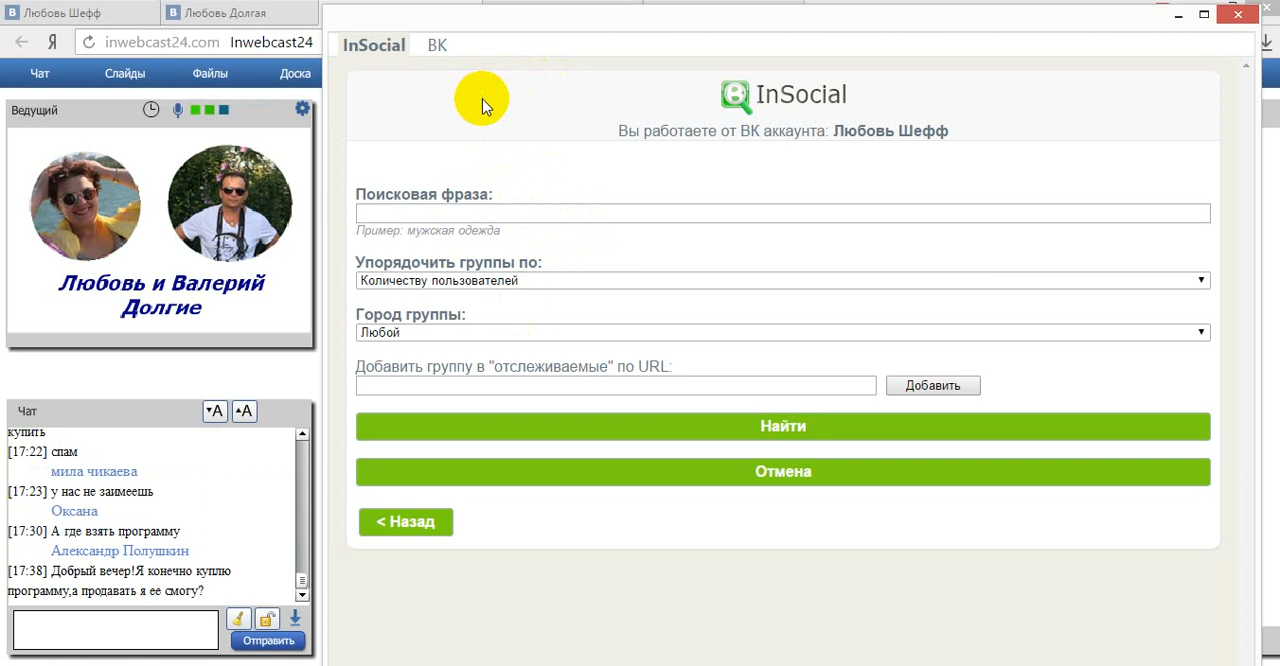 Любовь Шефф
Любовь Долгая
inwebcast24.com Inwebcast24
Чат Слайды Файлы Доска
Ведущий
Любовь и Валерий
Долгие
Чат
купить
[17:22] спам
мила чикаева
[17:23] у нас не заимеешь
Оксана
[17:30] А где взять программу
Александр Полушкин
[17:38] Добрый вечер!Я конечно куплю
программу,а продавать я ее смогу?
Отправить
InSocial ВК
InSocial
Вы работаете от ВК аккаунта: Любовь Шефф
Поисковая фраза:
Пример: мужская одежда
Упорядочить группы по:
Количеству пользователей
Город группы:
Любой
Добавить группу в "отслеживаемые" по URL:
Добавить
Найти
Отмена
< Назад